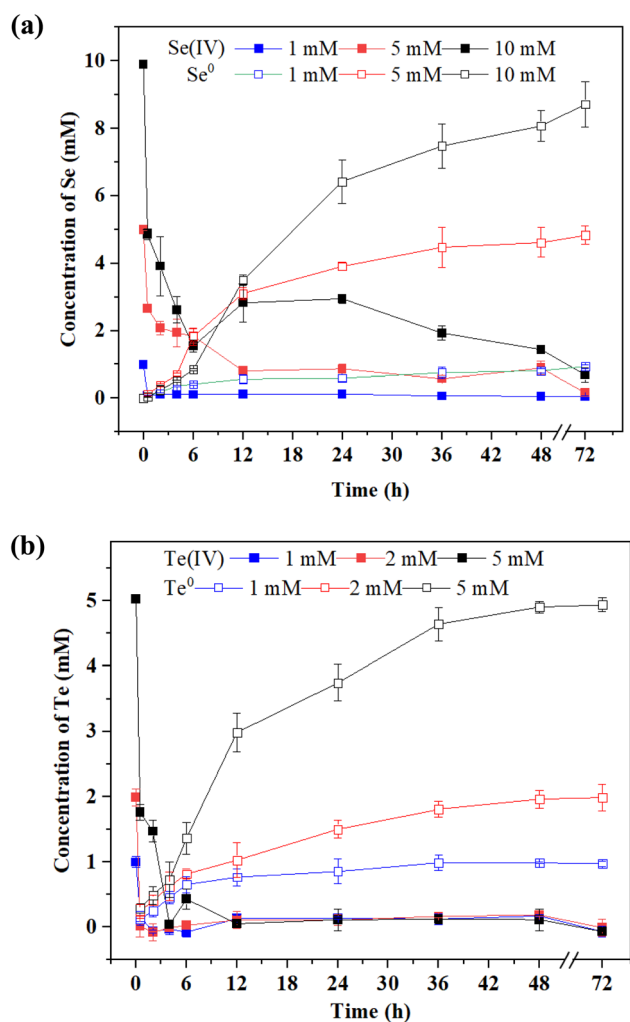 (a)
Se(IV) 1 mM 5 mM 10 mM
Se⁰ 1 mM 5 mM 10 mM
10
8
6
4
2
0
Concentration of Se (mM)
0 6 12 18 24 30 36 42 48 72
Time (h)
(b)
Te(IV) 1 mM 2 mM 5 mM
Te⁰ 1 mM 2 mM 5 mM
5
4
3
2
1
0
Concentration of Te (mM)
0 6 12 18 24 30 36 42 48 72
Time (h)